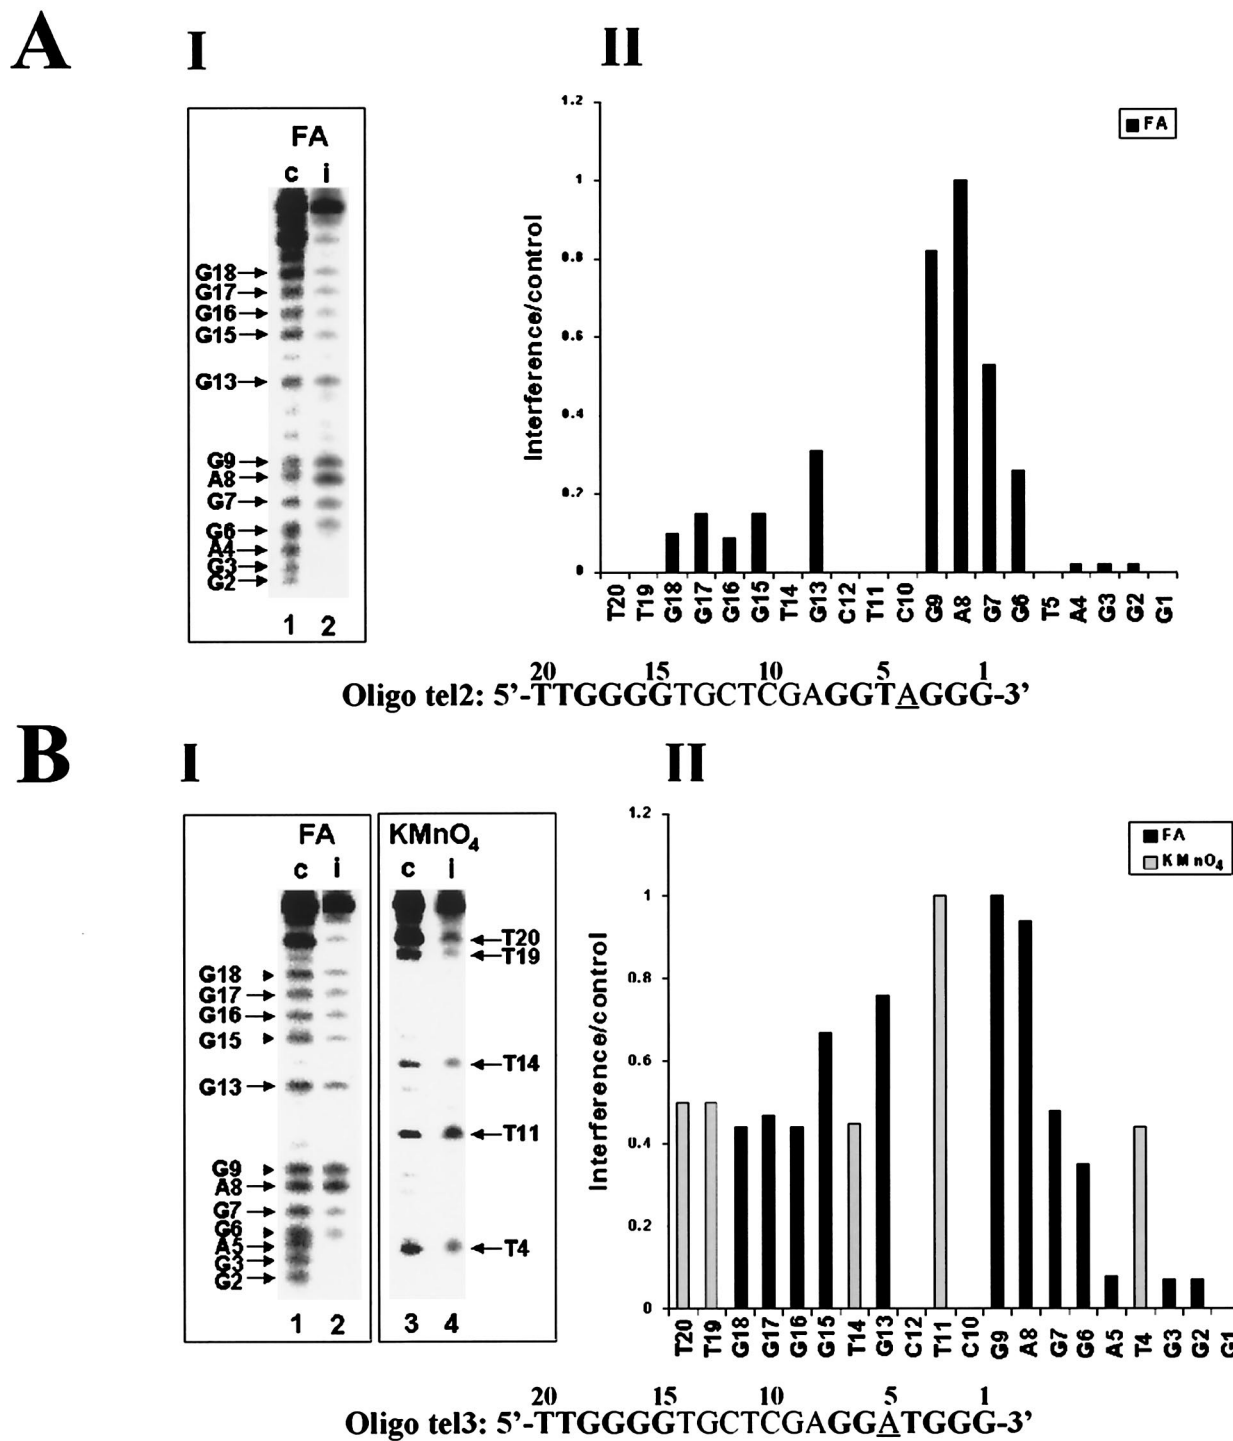 A
I
II
FA
c i
G18
G17
G16
G15
G13
G9
A8
G7
G6
A4
G3
G2
1 2
Interference/control
1.2
1
0.8
0.6
0.4
0.2
0
FA
T20 T19 G18 G17 G16 G15 T14 G13 C12 T11 C10 G9 A8 G7 G6 T5 A4 G3 G2 G1
20 15 10 5 1
Oligo tel2: 5’-TTGGGGTGCTCGAGGTAGGG-3’
B
I
II
FA
c i
G18
G17
G16
G15
G13
G9
A8
G7
G6
A5
G3
G2
1 2
KMnO4
c i
T20
T19
T14
T11
T4
3 4
Interference/control
1.2
1
0.8
0.6
0.4
0.2
0
FA
KMnO4
T20 T19 G18 G17 G16 G15 T14 G13 C12 T11 C10 G9 A8 G7 G6 A5 T4 G3 G2 G1
20 15 10 5 1
Oligo tel3: 5’-TTGGGGTGCTCGAGGATGGG-3’